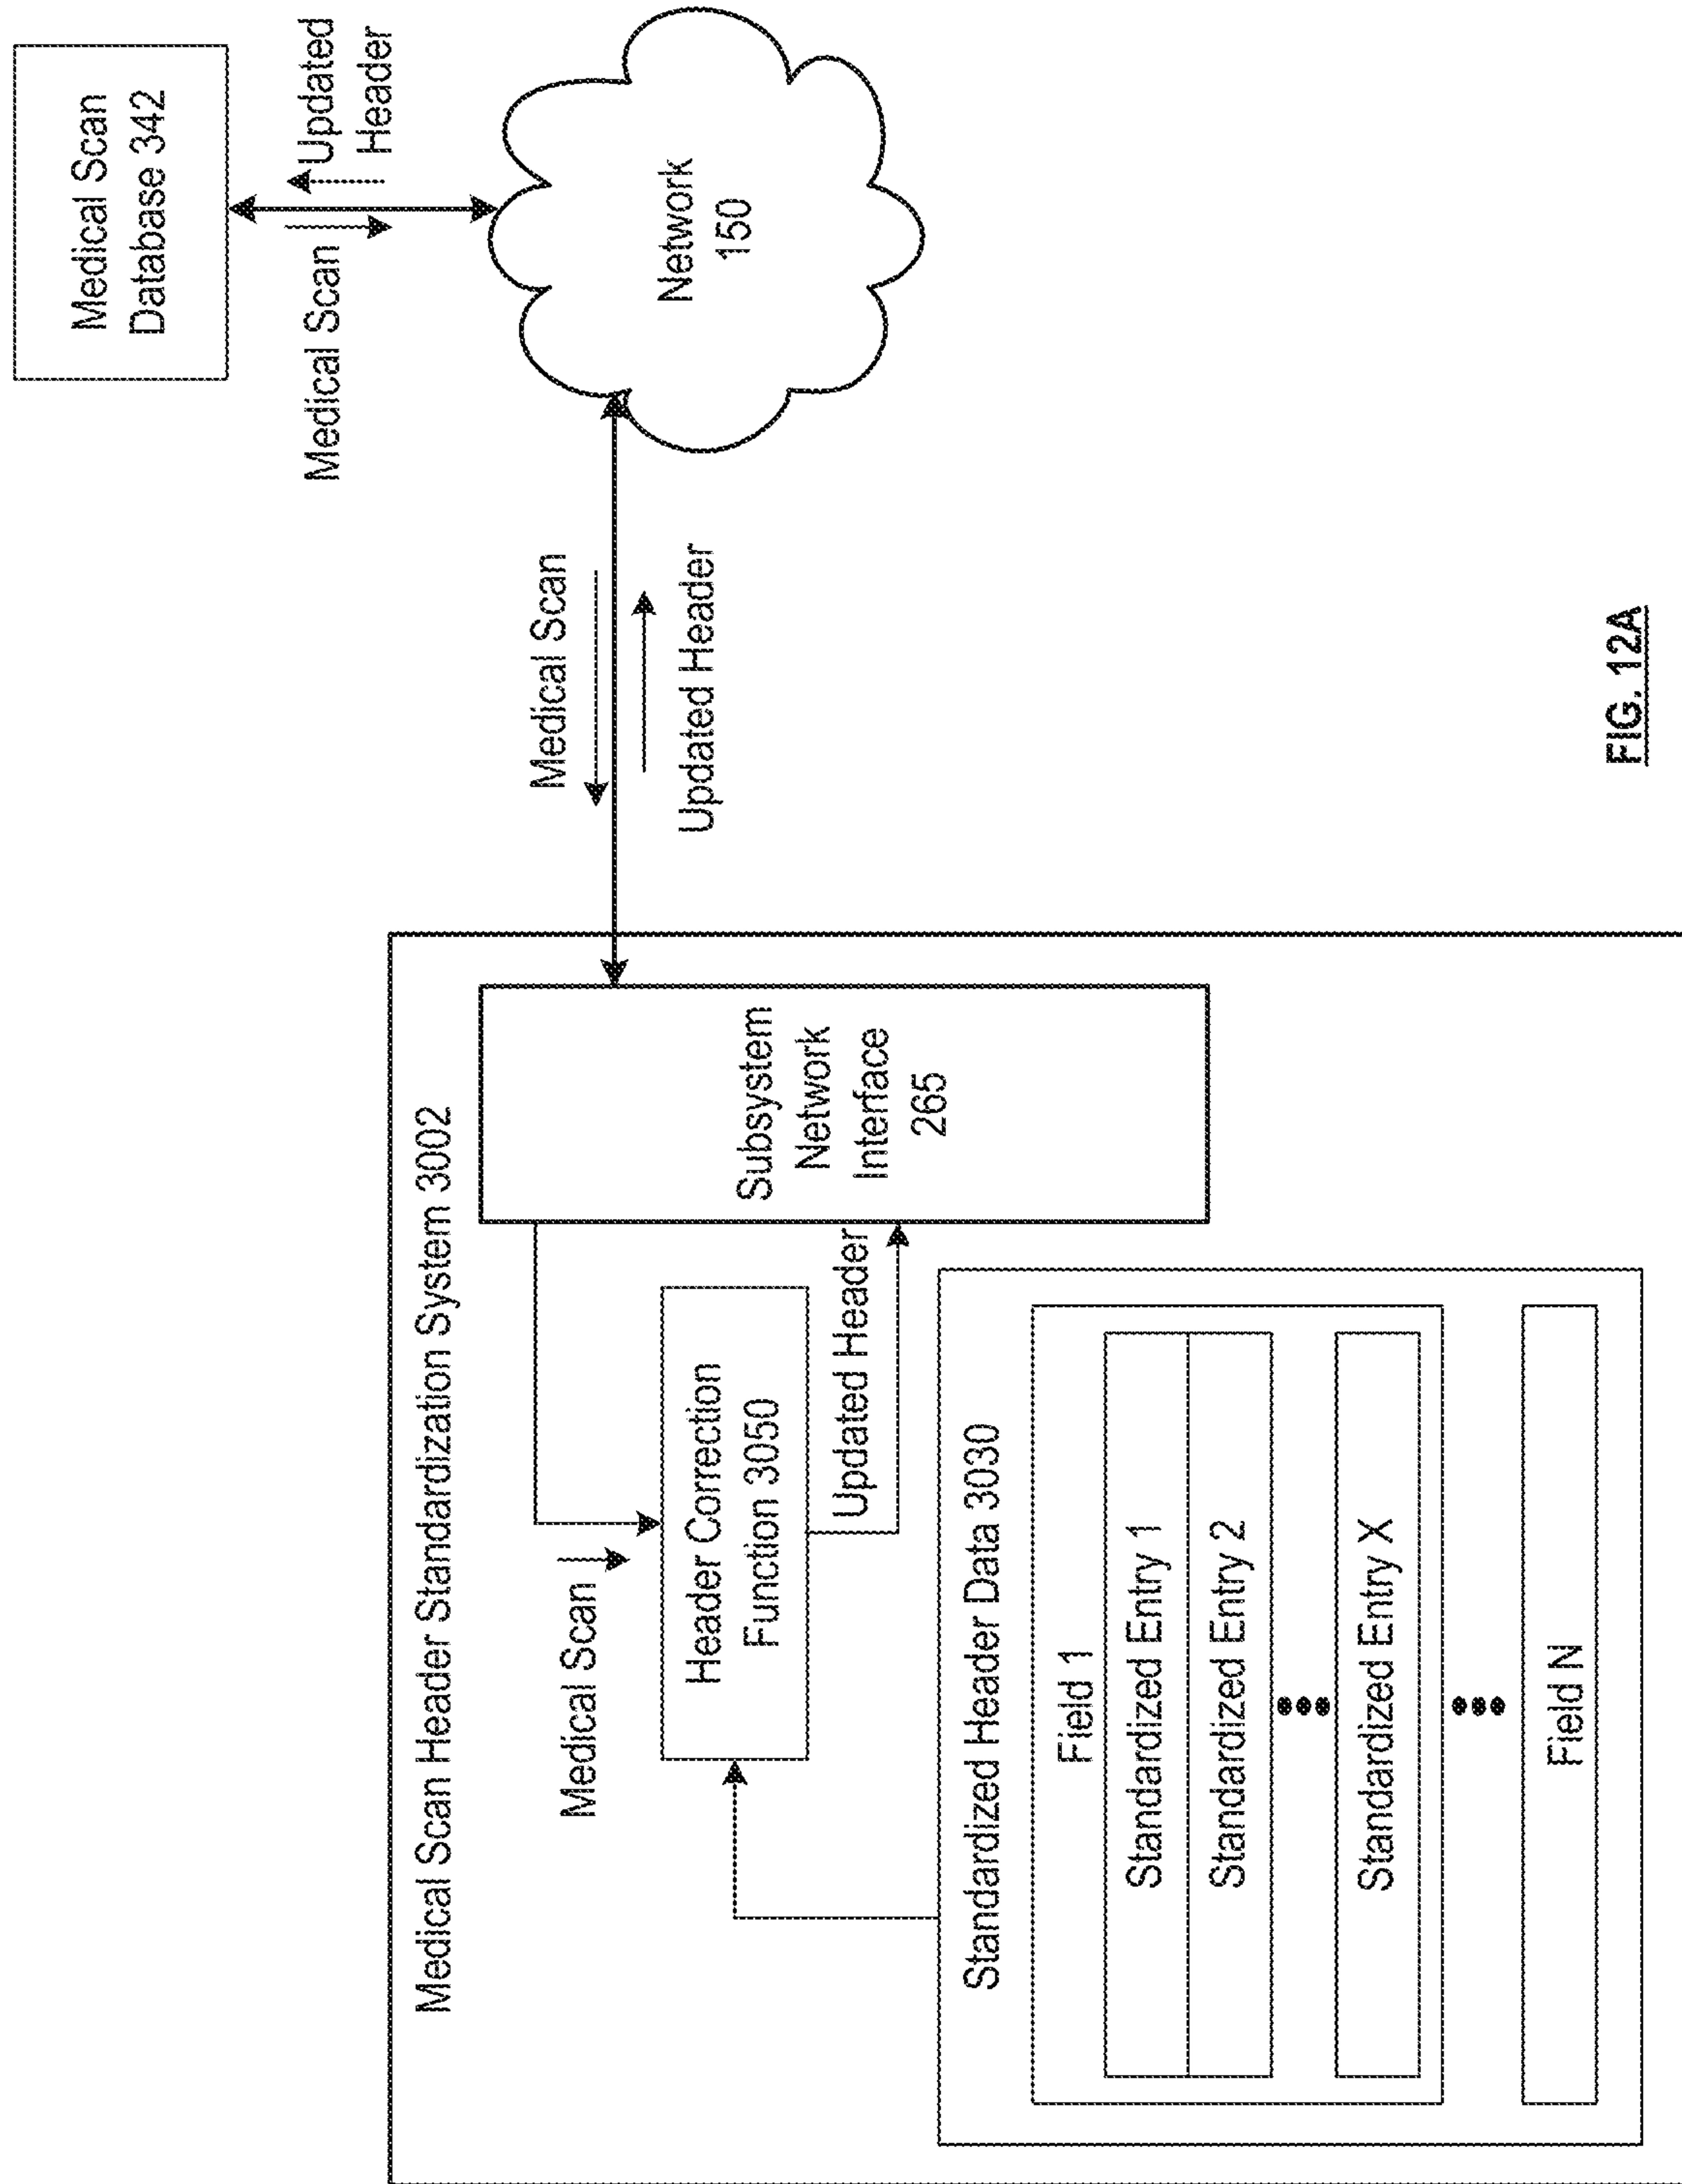 Medical Scan
Database 342
Medical Scan
Updated
Header
Network
150
Medical Scan
Updated Header
Medical Scan Header Standardization System 3002
Subsystem
Network
Interface
265
Medical Scan
Header Correction
Function 3050
Updated Header
Standardized Header Data 3030
Field 1
Standardized Entry 1
Standardized Entry 2
Standardized Entry X
Field N
FIG. 12A